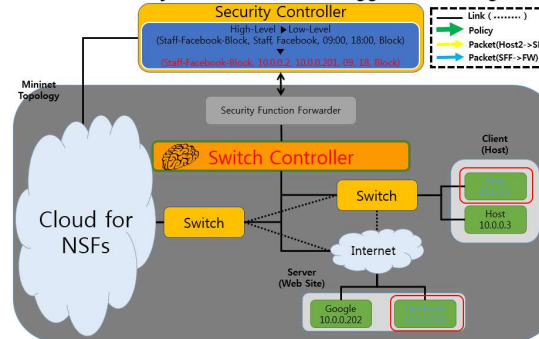 Security Controller
High-Level ▶Low-Level
(Staff-Facebook-Block, Staff, Facebook, 09:00, 18:00, Block)
(Staff-Facebook-Block, 10.0.0.2, 10.0.0.201, 09, 18, Block)
Link ( ........ )
Policy
Packet(Host2->S
Packet(SFF->FW)
Mininet
Topology
Security Function Forwarder
Switch Controller
Client
(Host)
Switch
Host
10.0.0.3
Cloud for
NSFs
Switch
Internet
Server
(Web Site)
Google
10.0.0.202